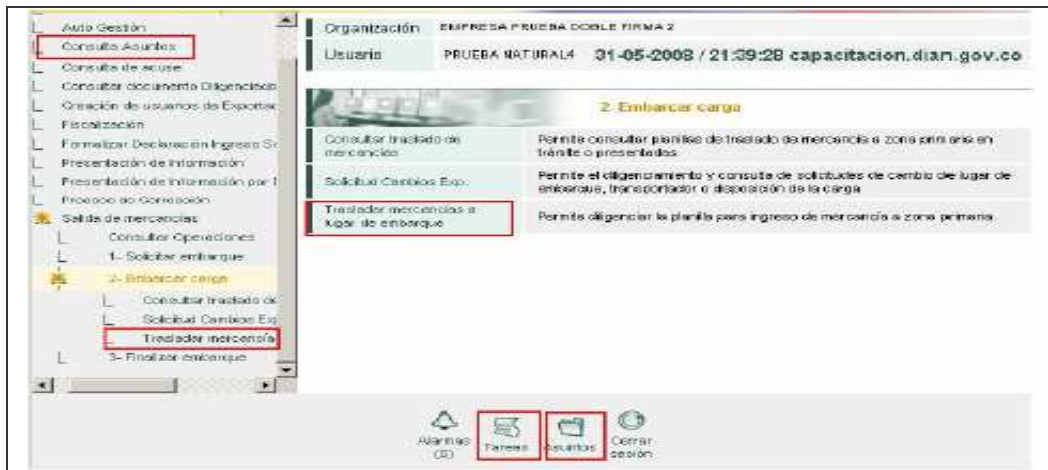 Auto Gestión
Consulta Asuntos
Consulta de acuse
Consultar documento Diligenciado
Creación de usuarios de Exportac
Fiscalización
Formalizar Declaración Ingreso Si
Presentación de Información
Presentación de Información por
Proceso de Corrección
Salida de mercancías
Consultar Operaciones
1- Solicitar embarque
2- Embarcar carga
Consultar traslado de
Solicitud Cambios Exp
Trasladar mercancía
3- Finalizar embarque
Organización EMPRESA PRUEBA DOBLE FIRMA 2
Usuario PRUEBA NATURAL4 31-05-2008 / 21:39:28 capacitacion.dian.gov.co
2. Embarcar carga
Consultar traslado de mercancías
Permite consultar planillas de traslado de mercancía a zona primaria en
trámite o presentadas.
Solicitud Cambios Exp.
Permite el diligenciamiento y consulta de solicitudes de cambio de lugar de
embarque, transportador o disposición de la carga
Trasladar mercancías a
lugar de embarque
Permite diligenciar la planilla para ingreso de mercancía a zona primaria.
Alarmas
(0)
Tareas
Asuntos
Cerrar
sesión